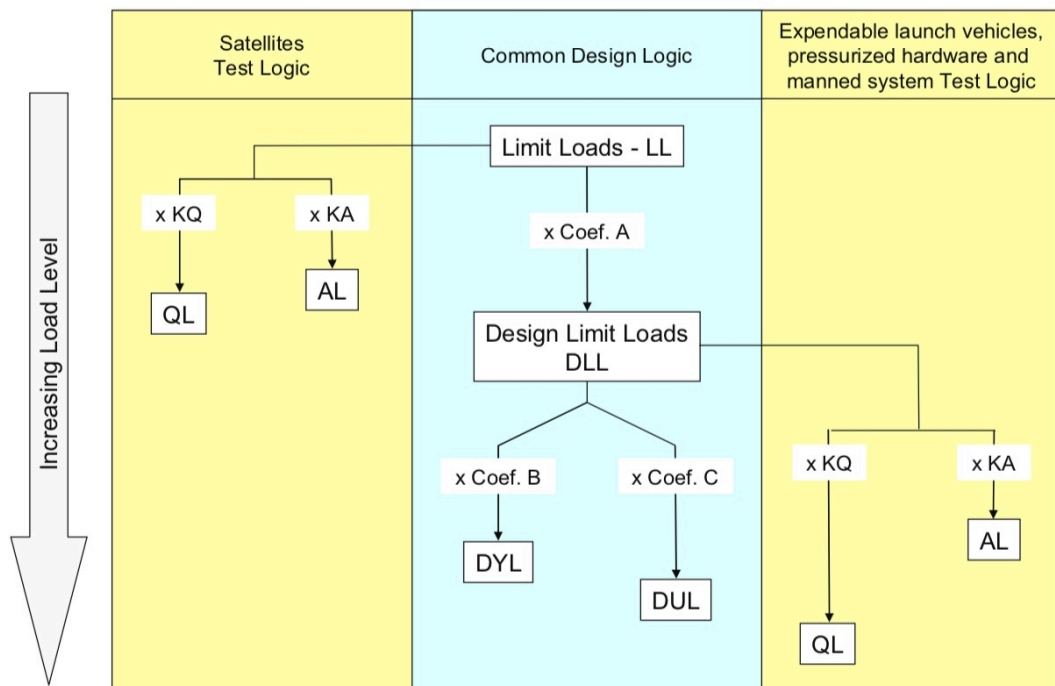 Satellites
Test Logic
Common Design Logic
Expendable launch vehicles,
pressurized hardware and
manned system Test Logic
Increasing Load Level
Limit Loads - LL
x KQ
x KA
x Coef. A
QL
AL
Design Limit Loads
DLL
x Coef. B
x Coef. C
x KQ
x KA
DYL
DUL
AL
QL